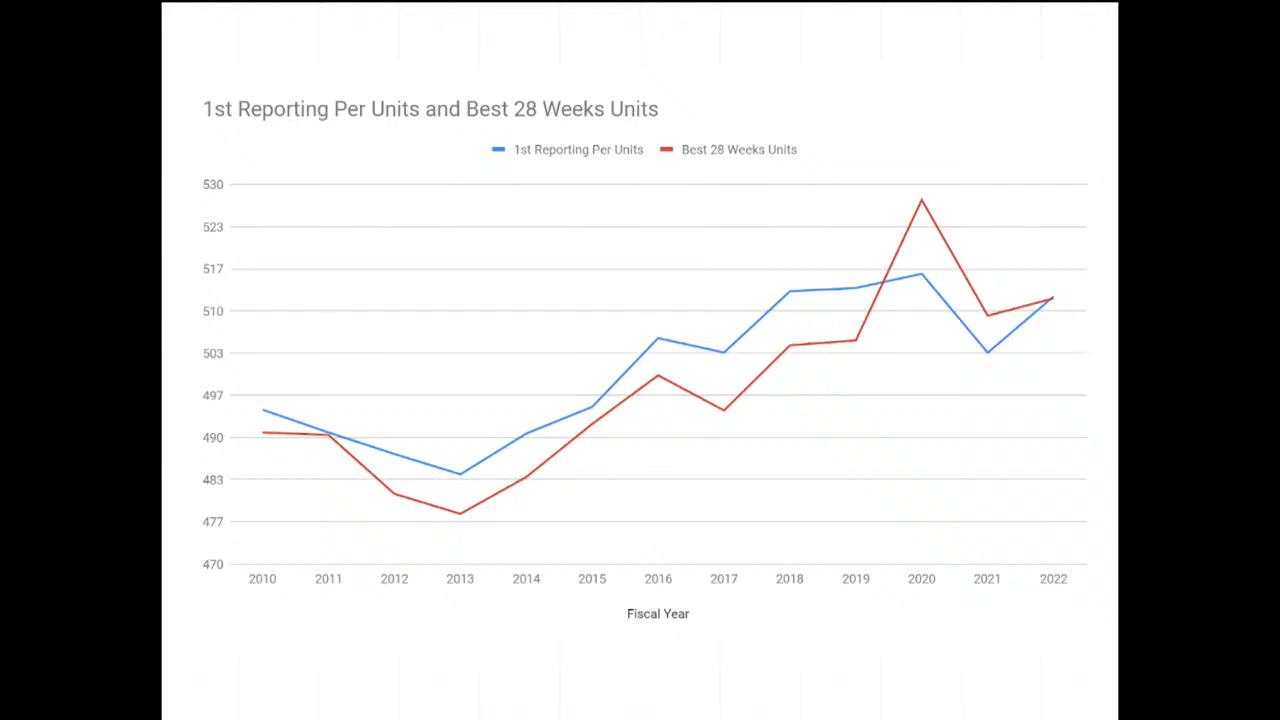 1st Reporting Per Units and Best 28 Weeks Units
1st Reporting Per Units Best 28 Weeks Units
530
523
517
510
503
497
490
483
477
470
2010 2011 2012 2013 2014 2015 2016 2017 2018 2019 2020 2021 2022
Fiscal Year